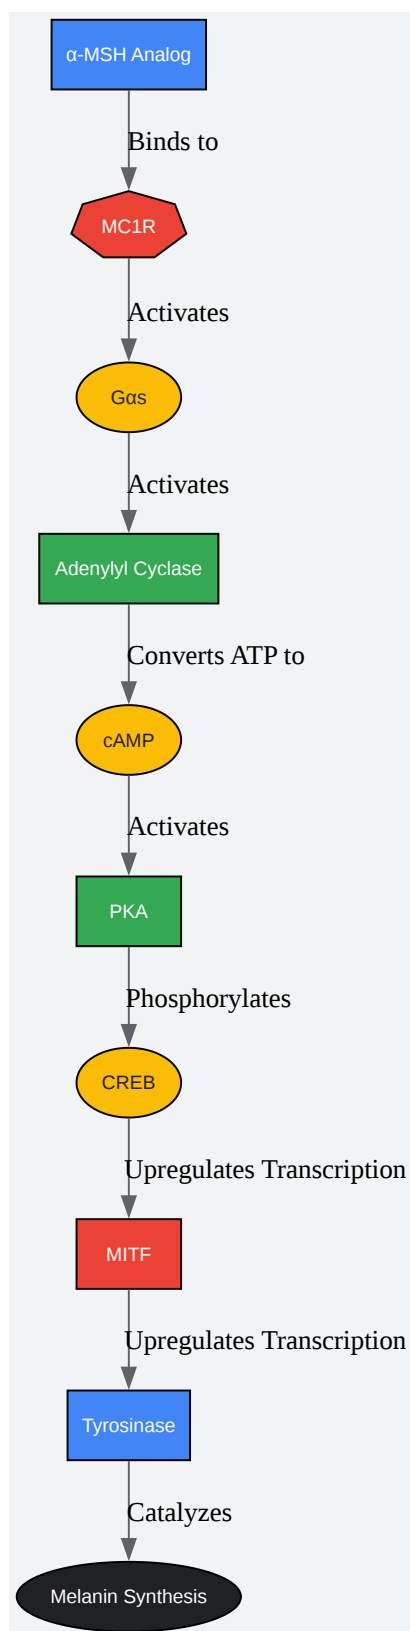 α-MSH Analog
Binds to
MC1R
Activates
Gαs
Activates
Adenylyl Cyclase
Converts ATP to
cAMP
Activates
PKA
Phosphorylates
CREB
Upregulates Transcription
MITF
Upregulates Transcription
Tyrosinase
Catalyzes
Melanin Synthesis